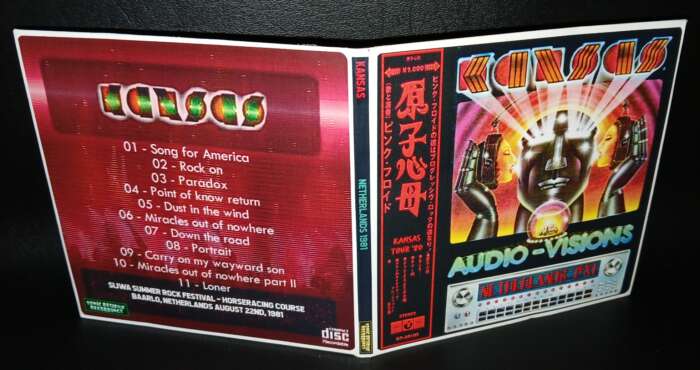 KANSAS
01 - Song for America
02 - Rock on
03 - Paradox
04 - Point of know return
05 - Dust in the wind
06 - Miracles out of nowhere
07 - Down the road
08 - Portrait
09 - Carry on my wayward son
10 - Miracles out of nowhere part II
11 - Loner
SLIWA SUMMER ROCK FESTIVAL - HORSERACING COURSE
BAARLO, NETHERLANDS AUGUST 22ND, 1981
COMPACT
disc
Recordable
KANSAS
NETHERLANDS 1981
原子心母
ピンク・フロイド
KANSAS
TOUR '80
STEREO
KANSAS
AUDIO-VISIONS